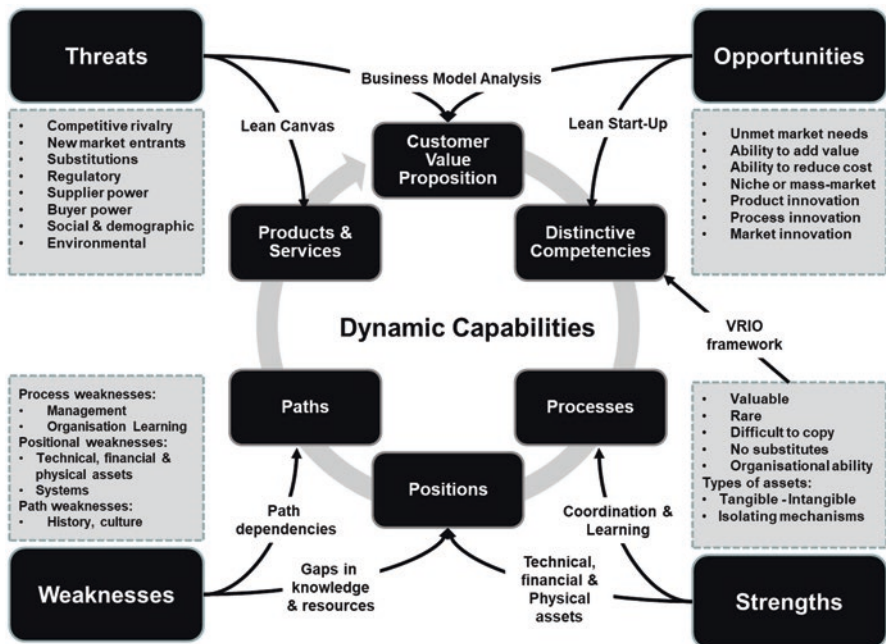 Threats
Opportunities
Business Model Analysis
Lean Canvas
Lean Start-Up
• Competitive rivalry
• New market entrants
• Substitutions
• Regulatory
• Supplier power
• Buyer power
• Social & demographic
• Environmental
Customer
Value
Proposition
• Unmet market needs
• Ability to add value
• Ability to reduce cost
• Niche or mass-market
• Product innovation
• Process innovation
• Market innovation
Products &
Services
Distinctive
Competencies
Dynamic Capabilities
VRIO
framework
Process weaknesses:
• Management
• Organisation Learning
Positional weaknesses:
• Technical, financial &
physical assets
• Systems
Path weaknesses:
• History, culture
Paths
Processes
Positions
• Valuable
• Rare
• Difficult to copy
• No substitutes
• Organisational ability
Types of assets:
• Tangible - Intangible
• Isolating mechanisms
Path
dependencies
Coordination &
Learning
Weaknesses
Gaps in
knowledge
& resources
Technical,
financial &
Physical
assets
Strengths